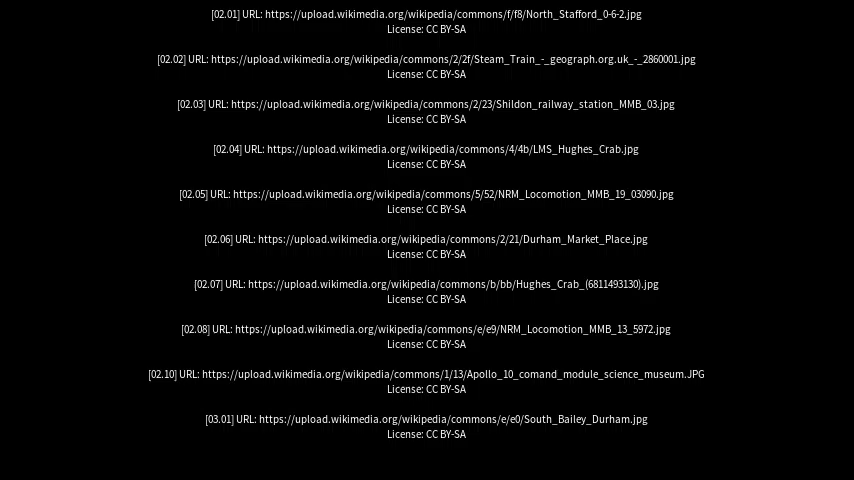 [02.01] URL: https://upload.wikimedia.org/wikipedia/commons/f/f8/North_Stafford_0-6-2.jpg
License: CC BY-SA
[02.02] URL: https://upload.wikimedia.org/wikipedia/commons/2/2f/Steam_Train_-_geograph.org.uk_-_2860001.jpg
License: CC BY-SA
[02.03] URL: https://upload.wikimedia.org/wikipedia/commons/2/23/Shildon_railway_station_MMB_03.jpg
License: CC BY-SA
[02.04] URL: https://upload.wikimedia.org/wikipedia/commons/4/4b/LMS_Hughes_Crab.jpg
License: CC BY-SA
[02.05] URL: https://upload.wikimedia.org/wikipedia/commons/5/52/NRM_Locomotion_MMB_19_03090.jpg
License: CC BY-SA
[02.06] URL: https://upload.wikimedia.org/wikipedia/commons/2/21/Durham_Market_Place.jpg
License: CC BY-SA
[02.07] URL: https://upload.wikimedia.org/wikipedia/commons/b/bb/Hughes_Crab_(6811493130).jpg
License: CC BY-SA
[02.08] URL: https://upload.wikimedia.org/wikipedia/commons/e/e9/NRM_Locomotion_MMB_13_5972.jpg
License: CC BY-SA
[02.10] URL: https://upload.wikimedia.org/wikipedia/commons/1/13/Apollo_10_comand_module_science_museum.JPG
License: CC BY-SA
[03.01] URL: https://upload.wikimedia.org/wikipedia/commons/e/e0/South_Bailey_Durham.jpg
License: CC BY-SA